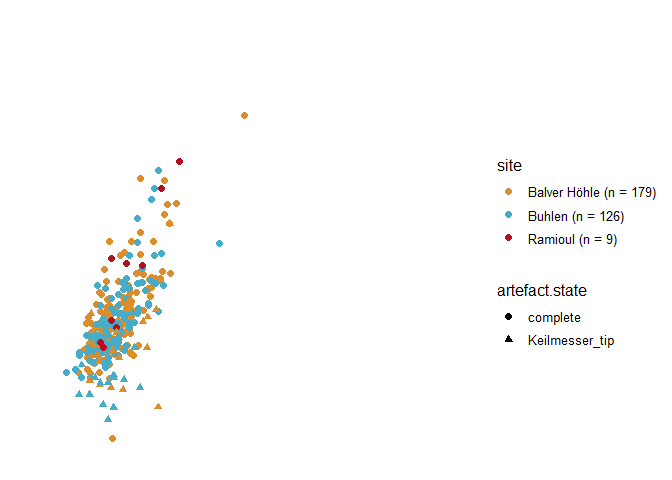 site
Balver Höhle (n = 179)
Buhlen (n = 126)
Ramioul (n = 9)
artefact.state
complete
Keilmesser_tip